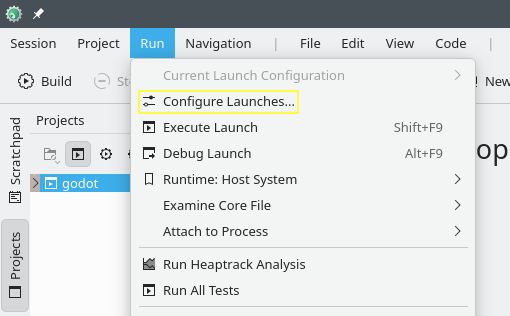 Session Project Run Navigation | File Edit View Code |
Build
Current Launch Configuration
Configure Launches...
Execute Launch Shift+F9
Debug Launch Alt+F9
Runtime: Host System
Examine Core File
Attach to Process
Run Heaptrack Analysis
Run All Tests
Scratchpad
Projects
Projects
godot
New
op